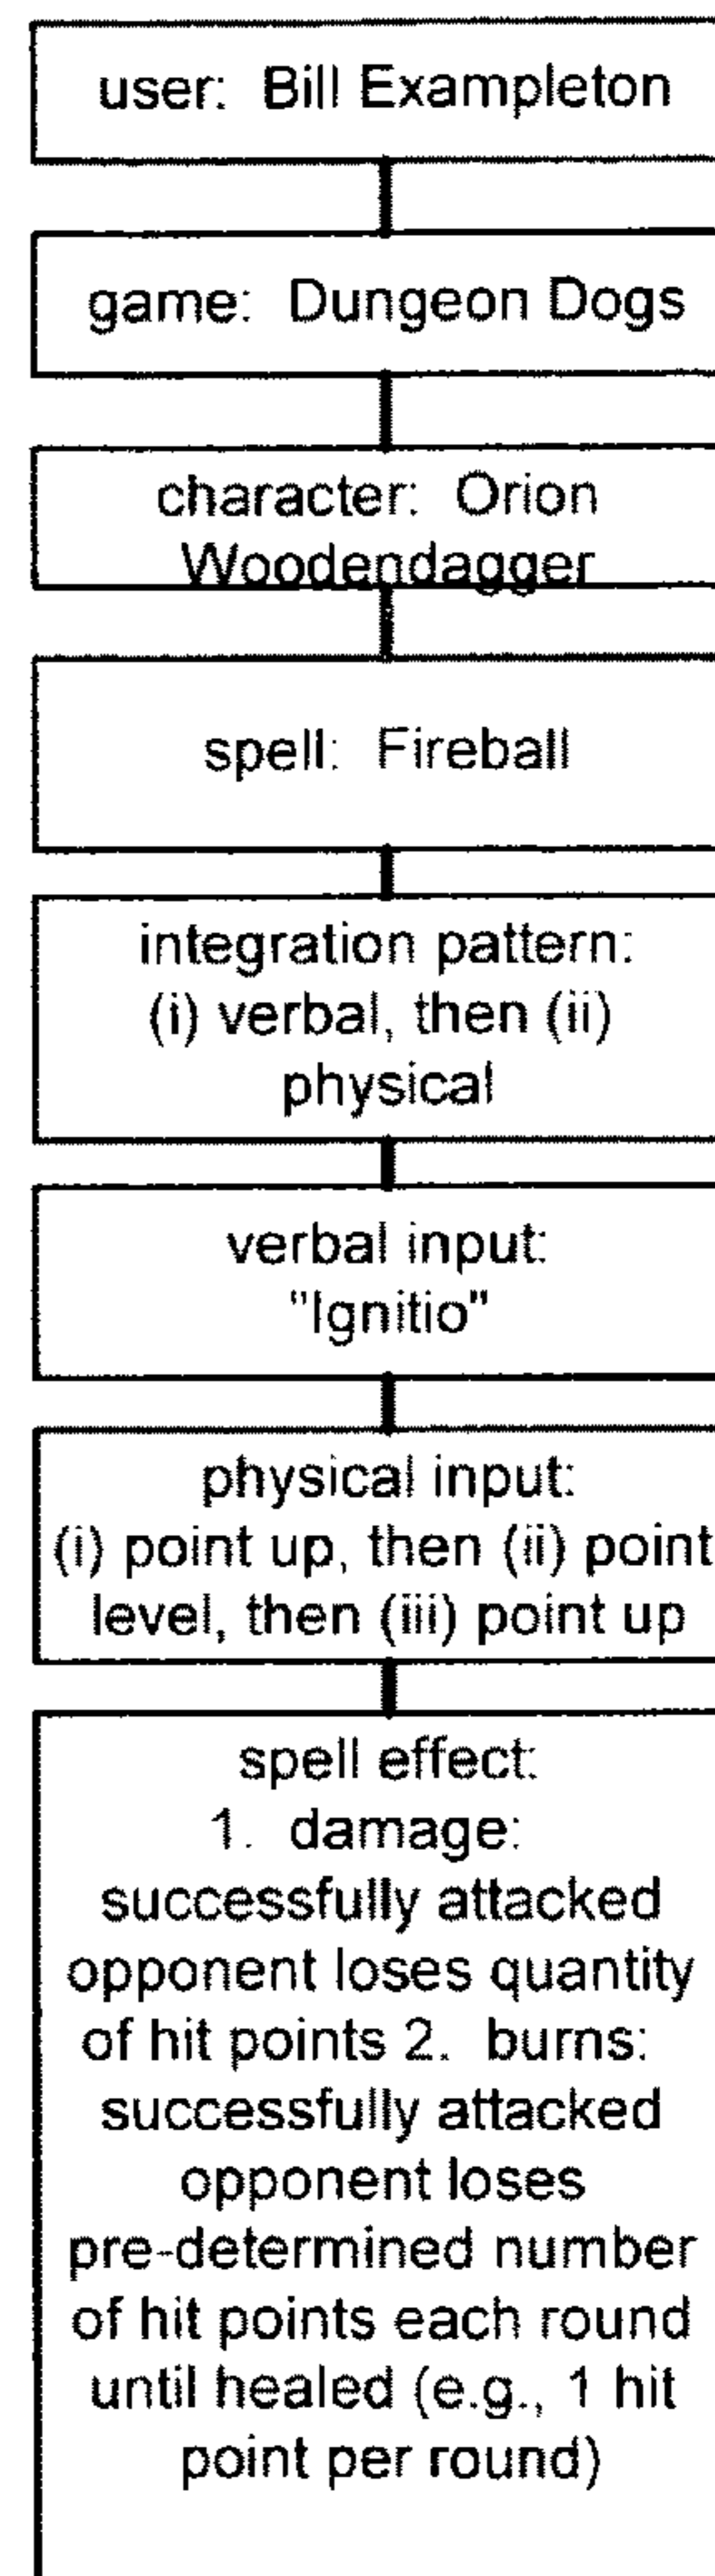 user: Bill Exampleton
game: Dungeon Dogs
character: Orion
Woodendagger
spell: Fireball
integration pattern:
(i) verbal, then (ii)
physical
verbal input:
"Ignitio"
physical input:
(i) point up, then (ii) point
level, then (iii) point up
spell effect:
1. damage:
successfully attacked
opponent loses quantity
of hit points 2. burns:
successfully attacked
opponent loses
pre-determined number
of hit points each round
until healed (e.g., 1 hit
point per round)